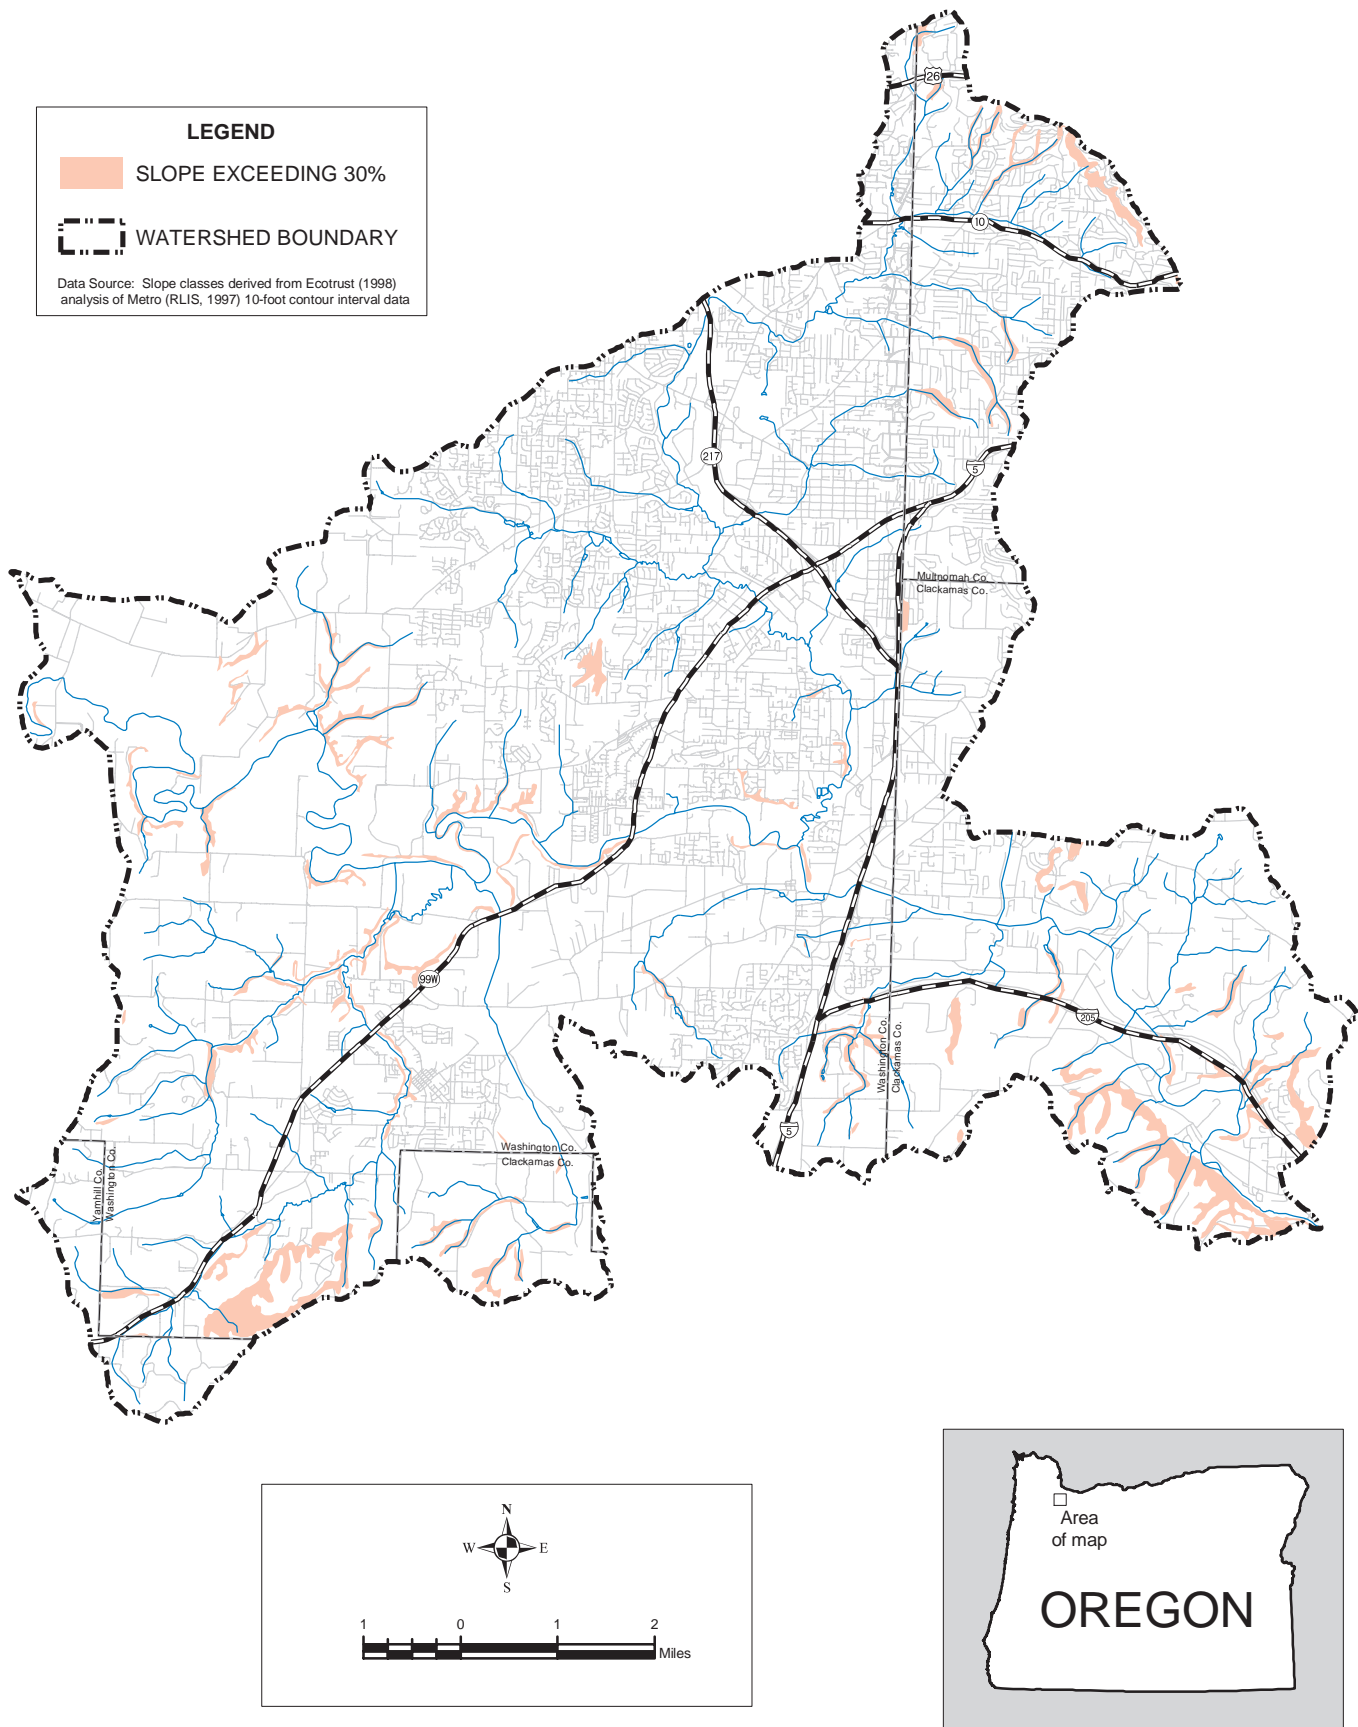 LEGEND
SLOPE EXCEEDING 30%
WATERSHED BOUNDARY
Data Source: Slope classes derived from Ecotrust (1998)
analysis of Metro (RLIS, 1997) 10-foot contour interval data
26
10
217
5
Multnomah Co.
Clackamas Co.
99W
205
Washington Co.
Clackamas Co.
5
Washington Co.
Clackamas Co.
Yamhill Co.
Washington Co.
N
W
E
S
1 0 1 2
Miles
Area
of map
OREGON